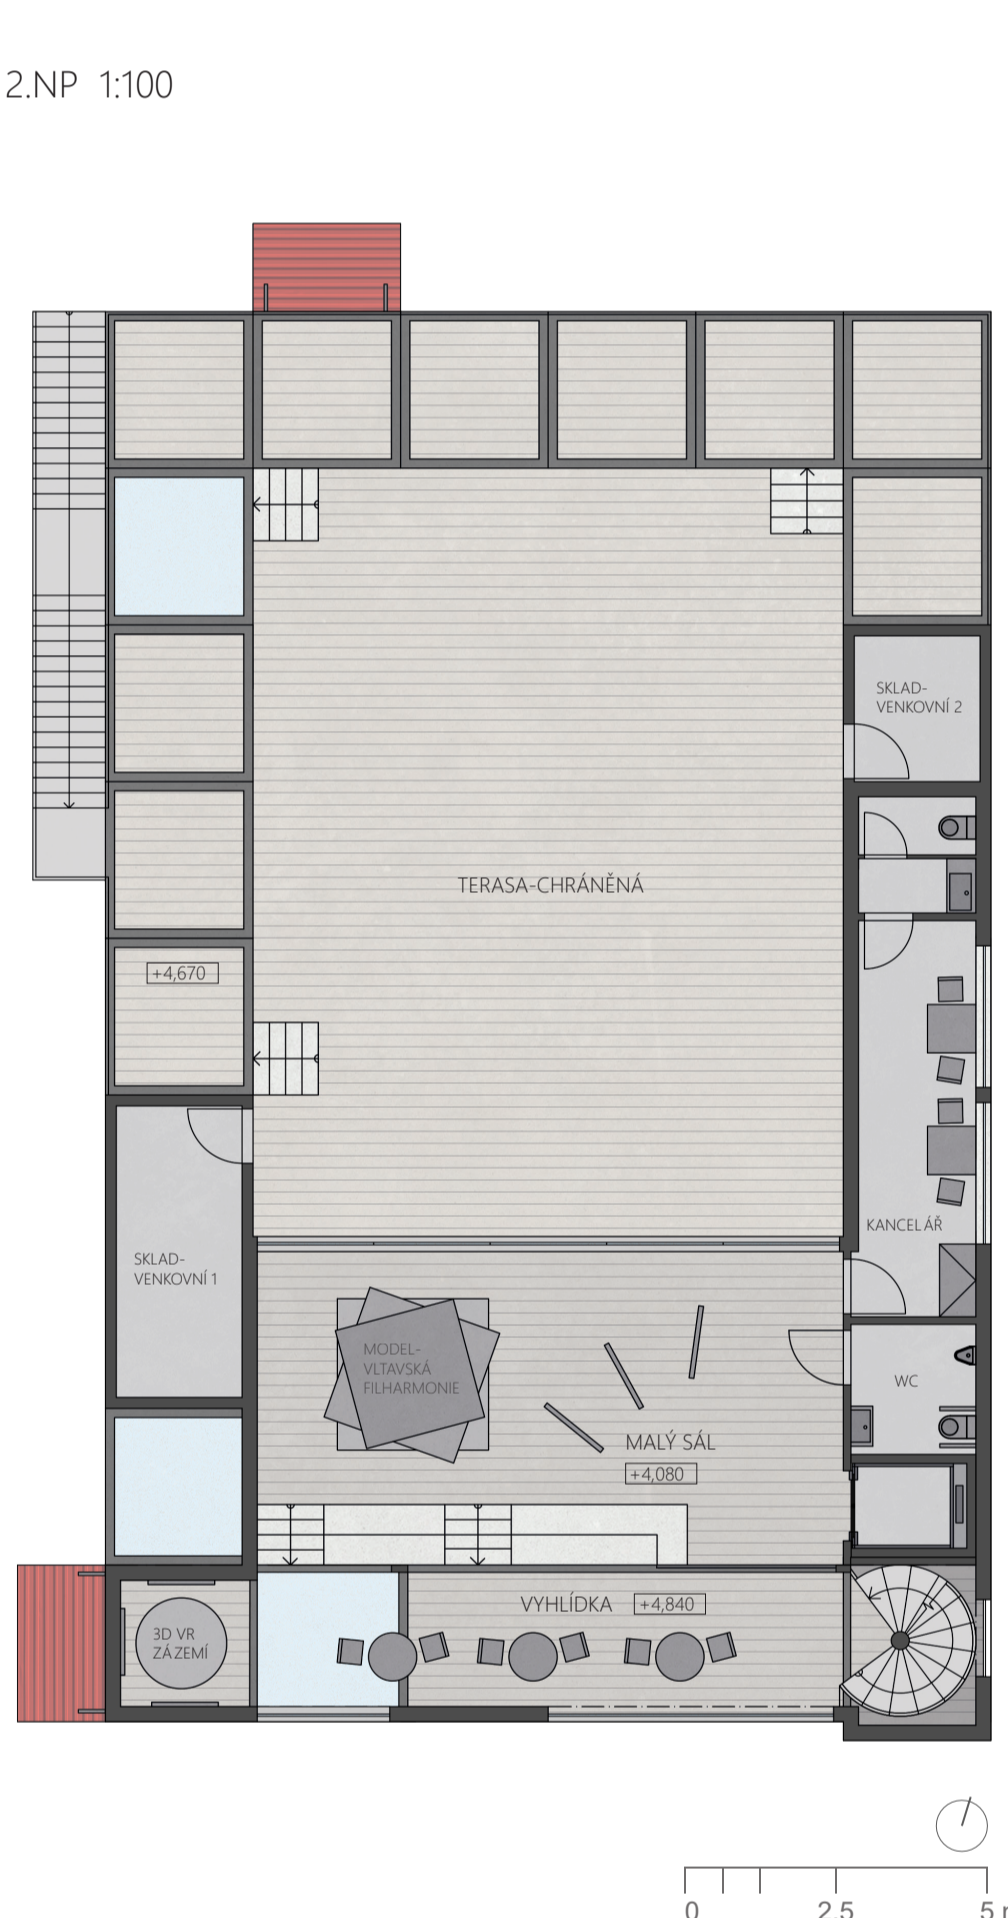 2.NP 1:100
SKLAD-
VENKOVNÍ 2
TERASA-CHRÁNĚNÁ
+4,670
KANCELÁŘ
SKLAD-
VENKOVNÍ 1
MODEL-
VLTAVSKÁ
FILHARMONIE
WC
MALÝ SÁL
+4,080
VYHLÍDKA +4,840
3D VR
ZÁZEMÍ
0 2,5 5